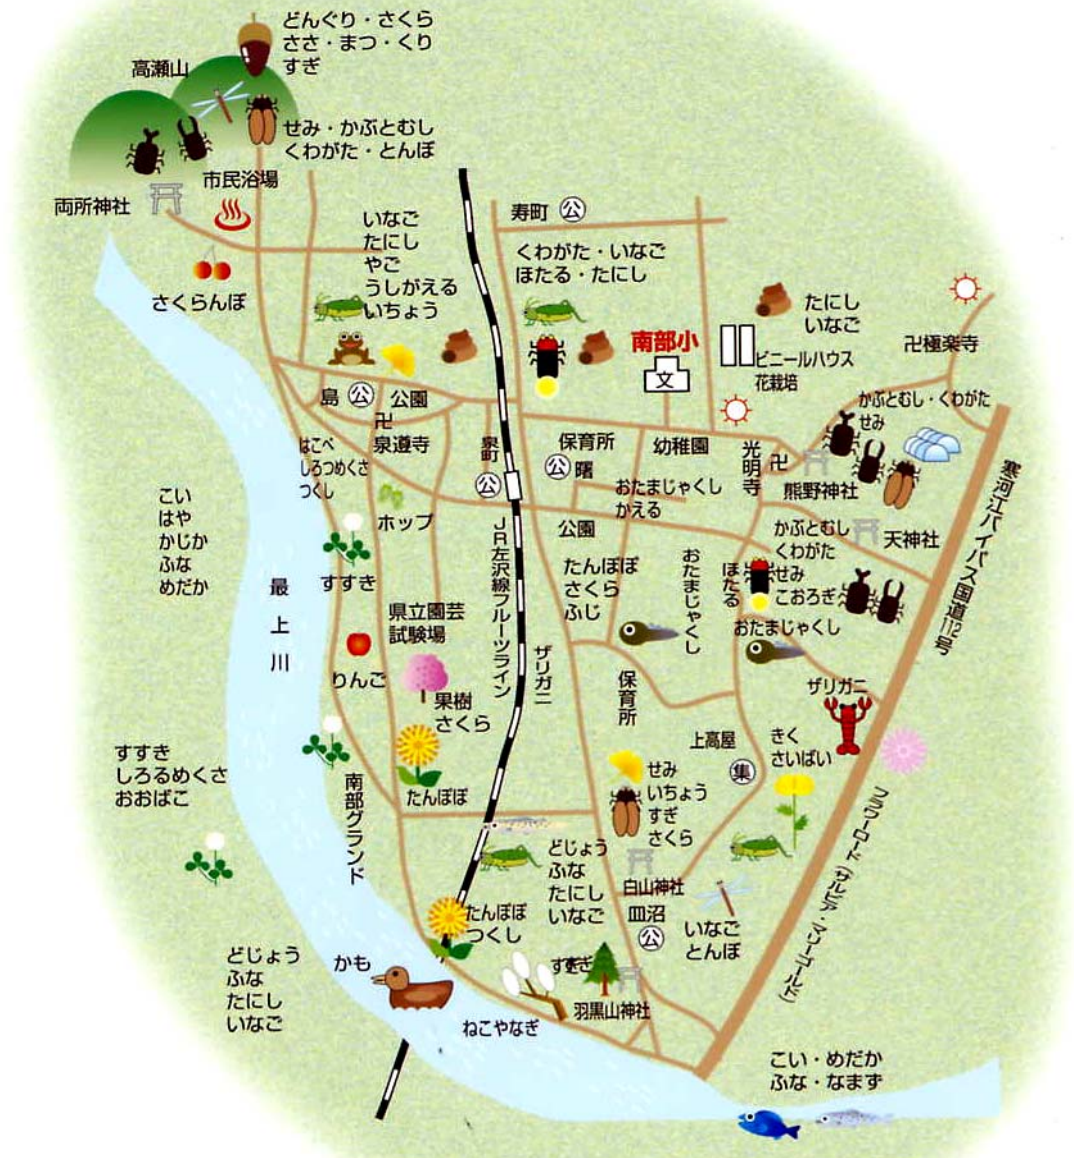 どんぐり・さくら
ささ・まつ・くり
すぎ
高瀬山
せみ・かぶとむし
くわがた・とんぼ
市民浴場
両所神社
さくらんぼ
いなご
たにし
やご
うしがえる
いちょう
寿町 公
くわがた・いなご
ほたる・たにし
南部小
文
たにし
いなご
ビニールハウス
花栽培
卍極楽寺
かぶとむし・くわがた
せみ
島 公 公園
卍
泉遵寺
はこべ
しろつめくさ
つくし
泉町
公
保育所
公 曙
幼稚園
光明寺
卍
熊野神社
おたまじゃくし
かえる
ホップ
公園
かぶとむし
くわがた
せみ
こおろぎ
天神社
寒河江バイパス国道112号
こい
はや
かじか
ふな
めだか
最上川
すすき
県立園芸
試験場
JR左沢線フルーツライン
ザリガニ
たんぽぽ
さくら
ふじ
おたまじゃくし
ほたる
おたまじゃくし
りんご
果樹
さくら
保育所
ザリガニ
上高屋
集
きく
さいばい
すすき
しろるめくさ
おおばこ
南部グランド
たんぽぽ
せみ
いちょう
すぎ
さくら
フラワーロード(サルビア・マリーゴールド)
どじょう
ふな
たにし
いなご
白山神社
皿沼
公
いなご
とんぼ
たんぽぽ
つくし
どじょう
ふな
たにし
いなご
かも
すぎ
羽黒山神社
ねこやなぎ
こい・めだか
ふな・なまず